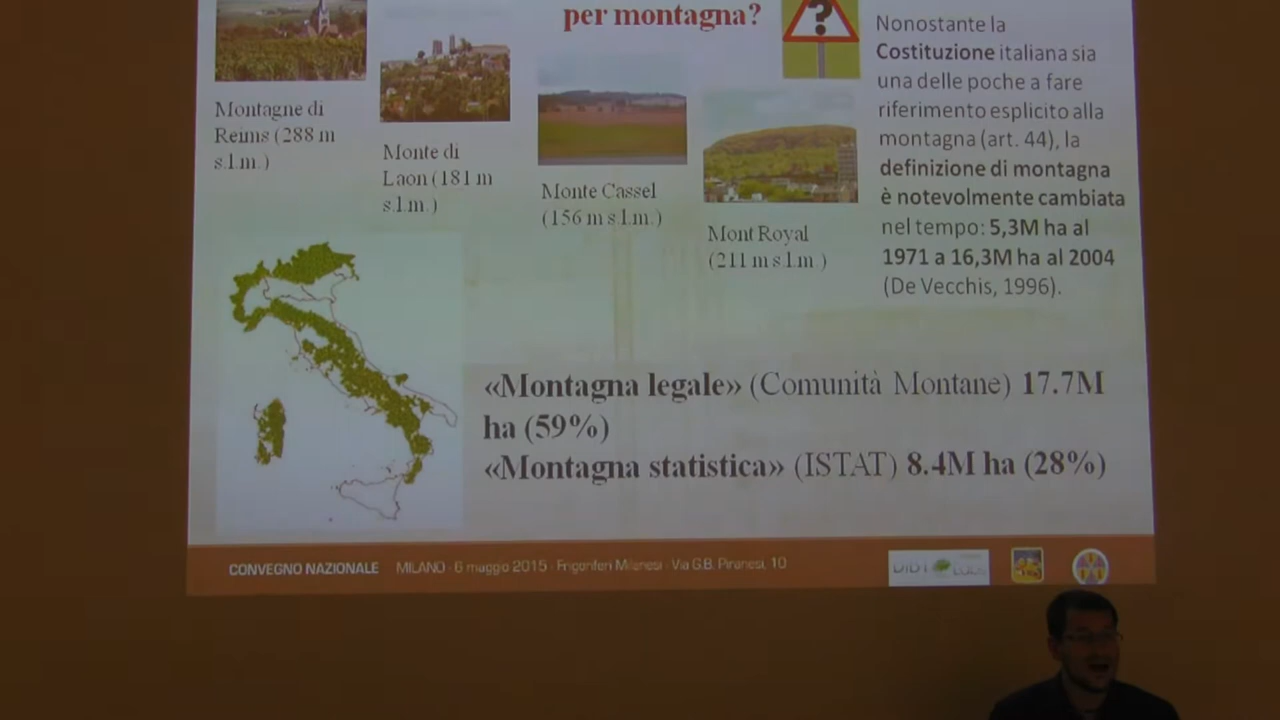 per montagna?
?
Nonostante la
Costituzione italiana sia
una delle poche a fare
riferimento esplicito alla
montagna (art. 44), la
definizione di montagna
è notevolmente cambiata
nel tempo: 5,3M ha al
1971 a 16,3M ha al 2004
(De Vecchis, 1996).
Montagne di
Reims (288 m
s.l.m.)
Monte di
Laon (181 m
s.l.m.)
Monte Cassel
(156 m s.l.m.)
Mont Royal
(211 m s.l.m )
«Montagna legale» (Comunità Montane) 17.7M
ha (59%)
«Montagna statistica» (ISTAT) 8.4M ha (28%)
CONVEGNO NAZIONALE MILANO - 6 maggio 2015 - Frigoriferi Milanesi - Via G.B. Piranesi, 10